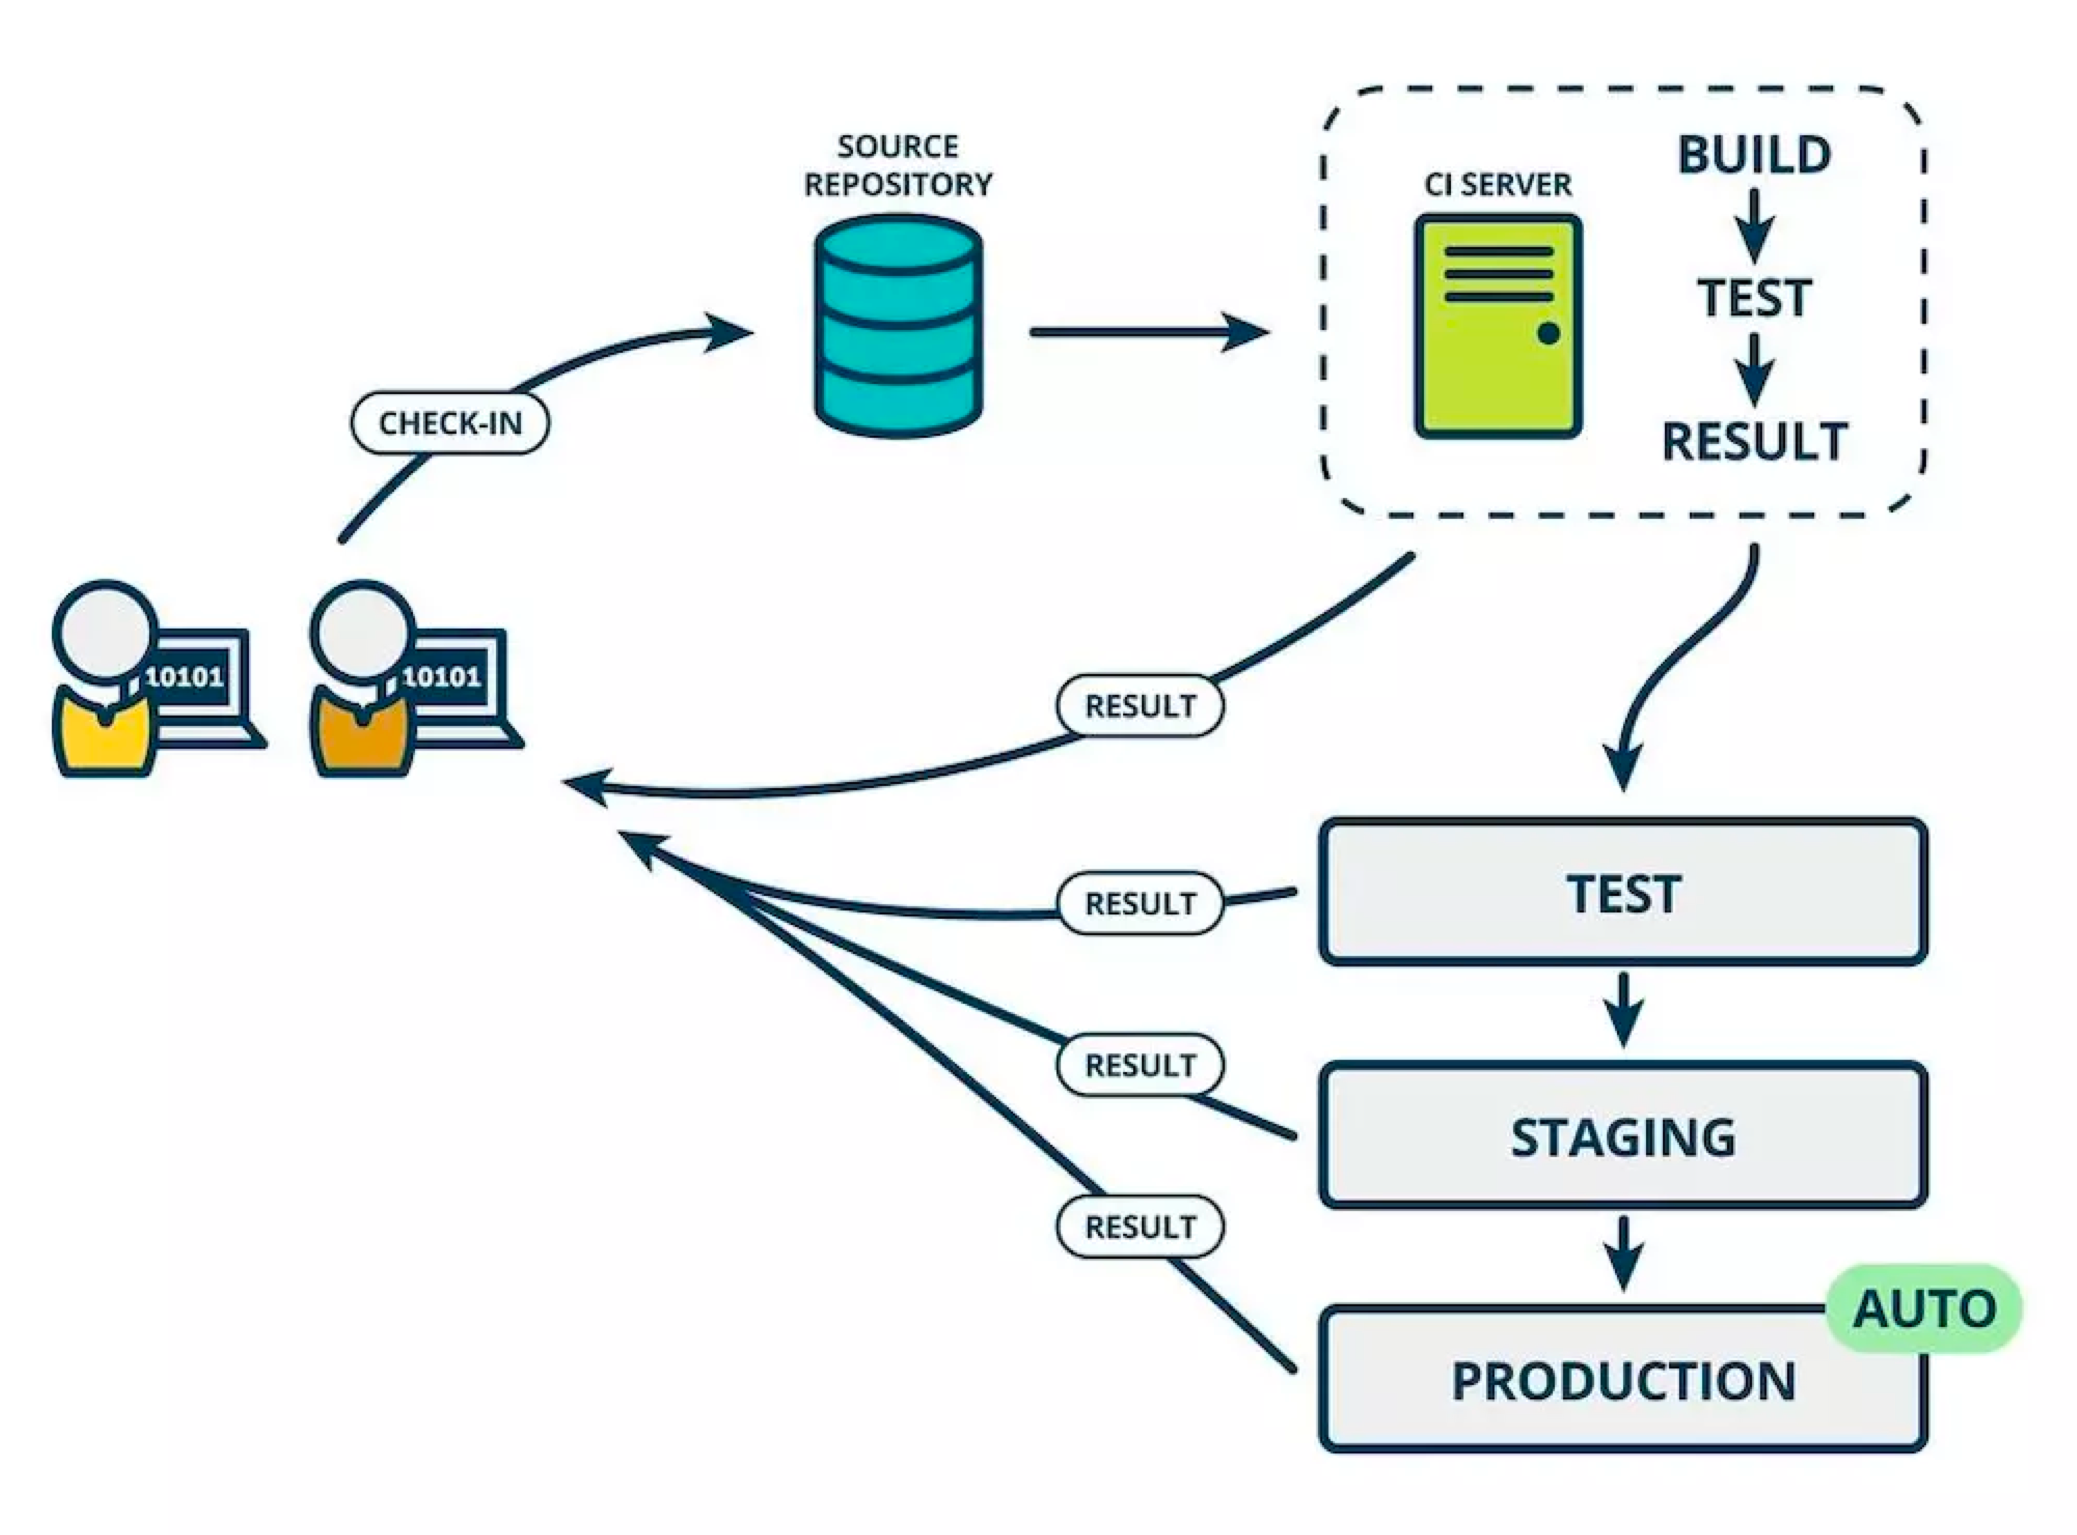 SOURCE
REPOSITORY
CI SERVER
BUILD
TEST
RESULT
CHECK-IN
10101
10101
RESULT
RESULT
TEST
RESULT
STAGING
RESULT
AUTO
PRODUCTION